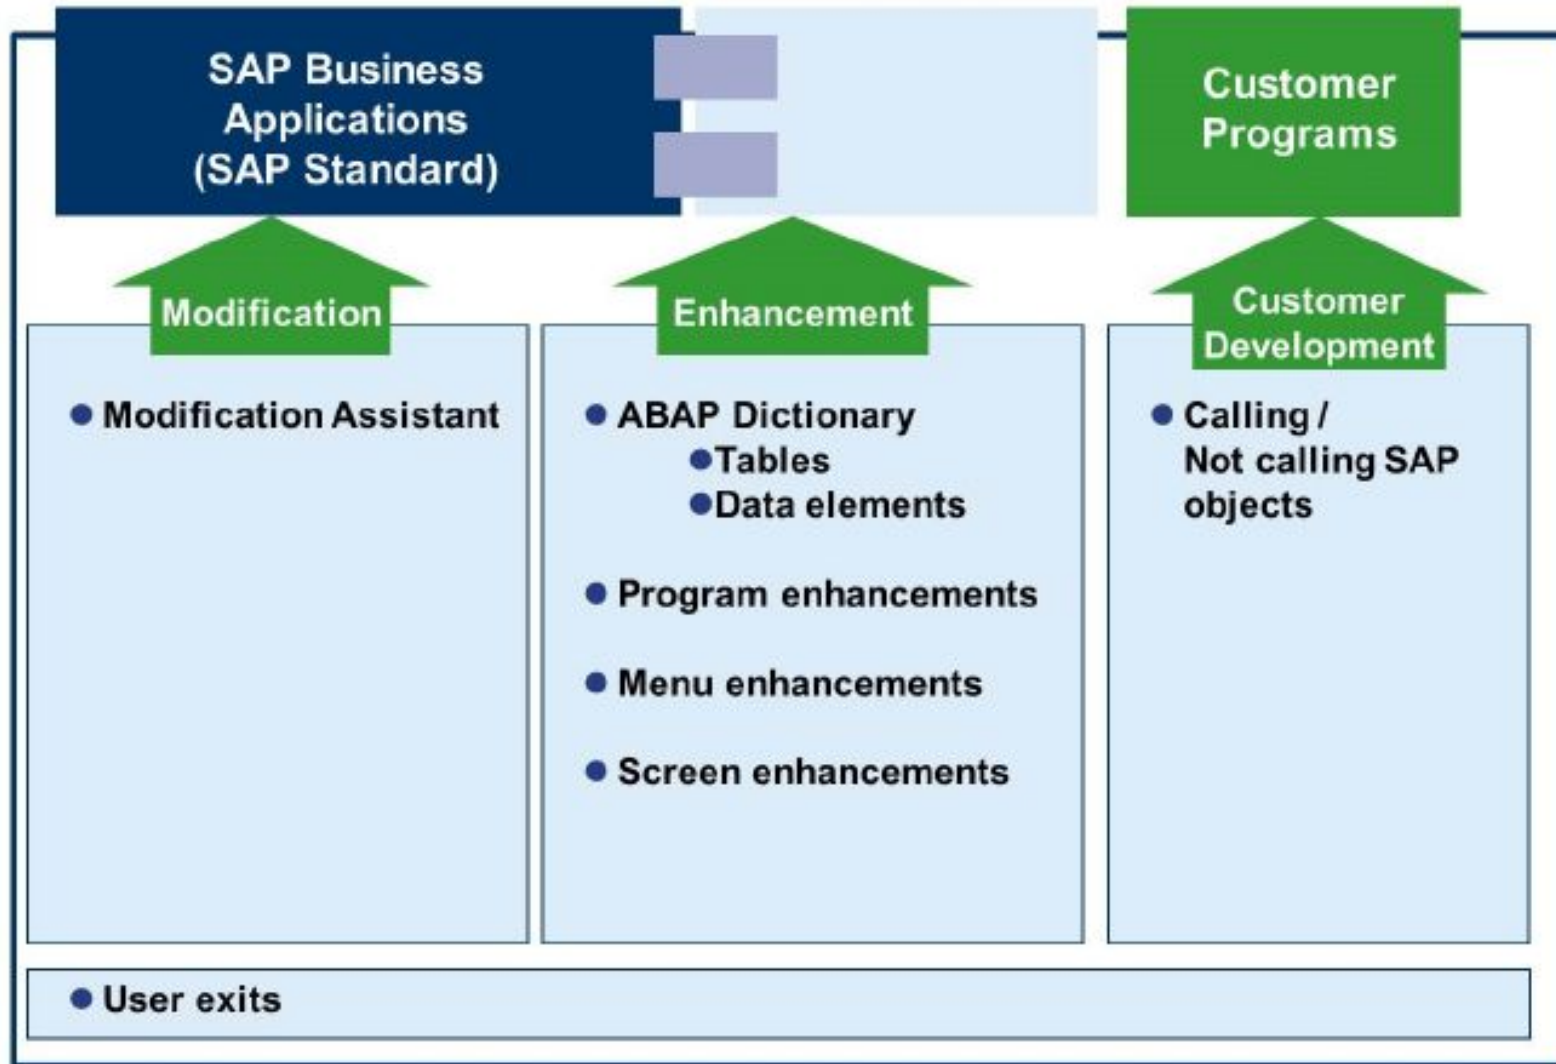 SAP Business
Applications
(SAP Standard)
Customer
Programs
Modification
Enhancement
Customer
Development
Modification Assistant
ABAP Dictionary
Tables
Data elements
Program enhancements
Menu enhancements
Screen enhancements
Calling /
Not calling SAP
objects
User exits